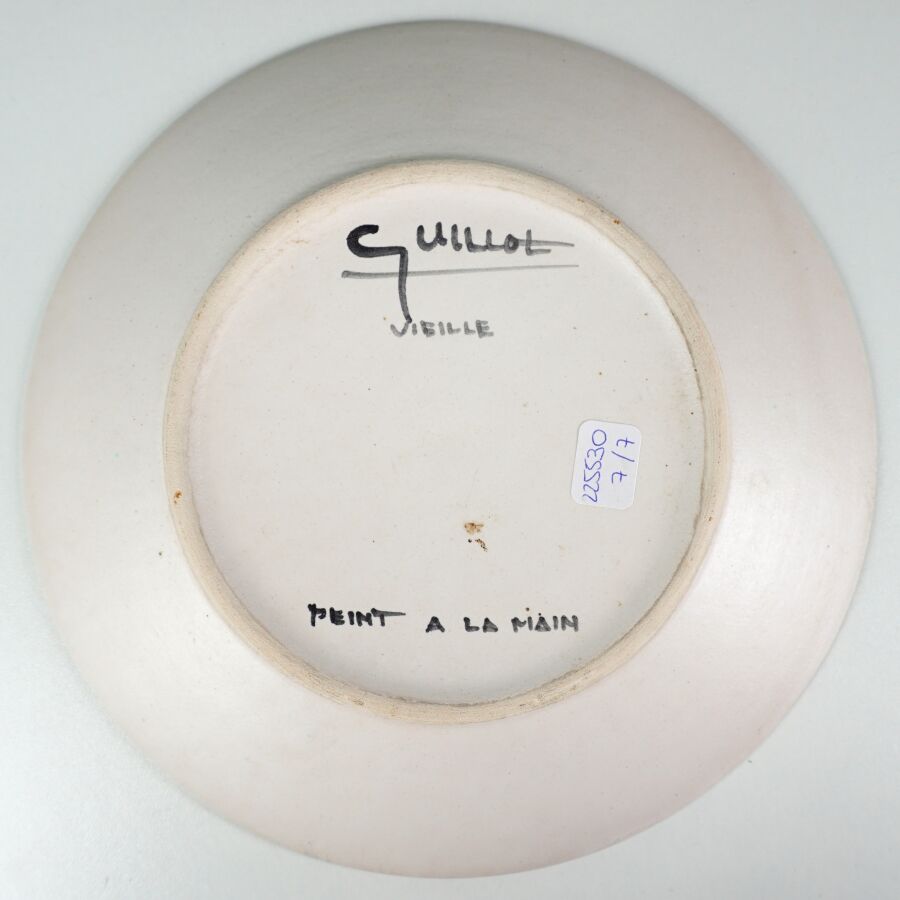 GUILLOT
VIEILLE
225530
7/7
PEINT A LA MAIN